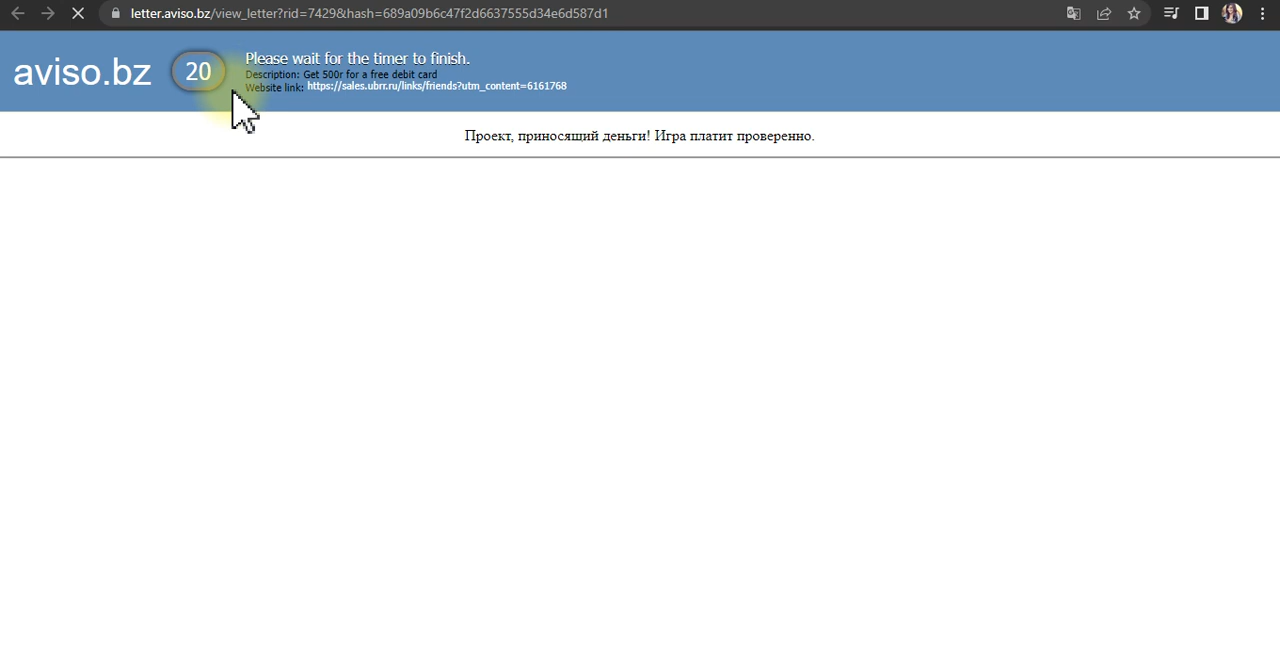 letter.aviso.bz/view_letter?rid=7429&hash=689a09b6c47f2d6637555d34e6d587d1
aviso.bz
20
Please wait for the timer to finish.
Description: Get 500r for a free debit card
Website link: https://sales.ubrr.ru/links/friends?utm_content=6161768
Проект, приносящий деньги! Игра платит проверенно.